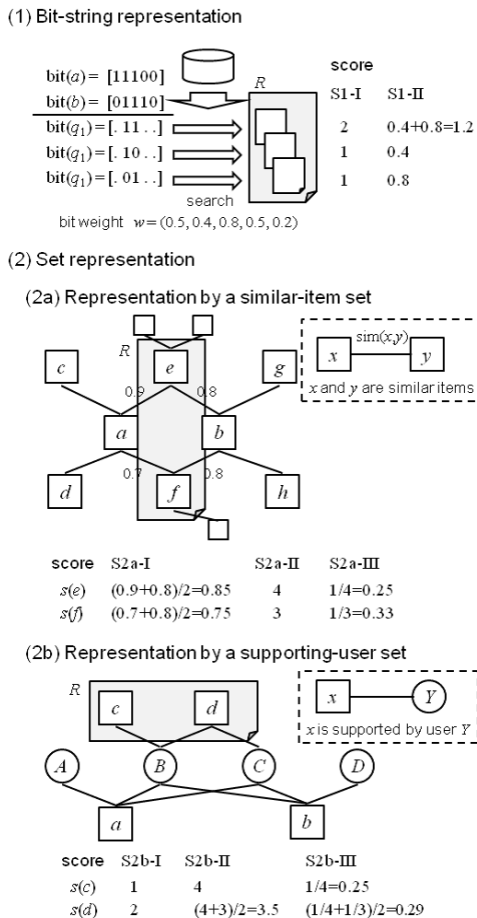 (1) Bit-string representation
bit(a) = [11100]
bit(b) = [01110]
bit(q1)=[. 11 . .]
bit(q1)=[. 10 . .]
bit(q1)=[. 01 . .]
search
R
score
S1-I S1-II
2 0.4+0.8=1.2
1 0.4
1 0.8
bit weight w = (0.5, 0.4, 0.8, 0.5, 0.2)
(2) Set representation
(2a) Representation by a similar-item set
R
c e g
0.9 0.8
a b
0.7 0.8
d f h
sim(x,y)
x y
x and y are similar items
score S2a-I S2a-II S2a-III
s(e) (0.9+0.8)/2=0.85 4 1/4=0.25
s(f) (0.7+0.8)/2=0.75 3 1/3=0.33
(2b) Representation by a supporting-user set
R
c d
A B C D
a b
x Y
x is supported by user Y
score S2b-I S2b-II S2b-III
s(c) 1 4 1/4=0.25
s(d) 2 (4+3)/2=3.5 (1/4+1/3)/2=0.29